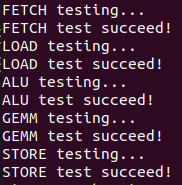 FETCH testing...
FETCH test succeed!
LOAD testing...
LOAD test succeed!
ALU testing...
ALU test succeed!
GEMM testing...
GEMM test succeed!
STORE testing...
STORE test succeed!